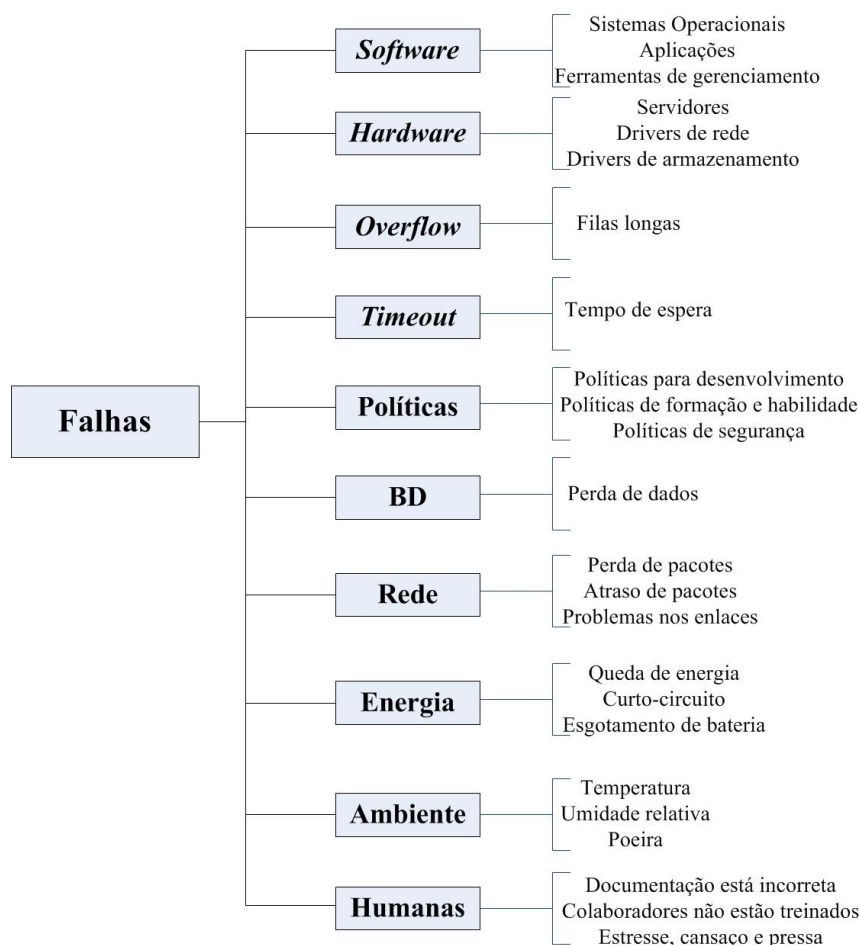 Falhas
Software
Sistemas Operacionais
Aplicações
Ferramentas de gerenciamento
Hardware
Servidores
Drivers de rede
Drivers de armazenamento
Overflow
Filas longas
Timeout
Tempo de espera
Políticas
Políticas para desenvolvimento
Políticas de formação e habilidade
Políticas de segurança
BD
Perda de dados
Rede
Perda de pacotes
Atraso de pacotes
Problemas nos enlaces
Energia
Queda de energia
Curto-circuito
Esgotamento de bateria
Ambiente
Temperatura
Umidade relativa
Poeira
Humanas
Documentação está incorreta
Colaboradores não estão treinados
Estresse, cansaço e pressa